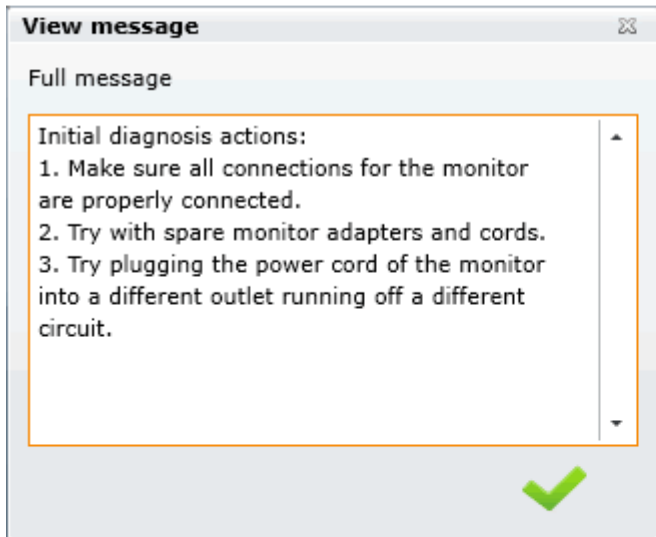 View message
Full message
Initial diagnosis actions:
1. Make sure all connections for the monitor
are properly connected.
2. Try with spare monitor adapters and cords.
3. Try plugging the power cord of the monitor
into a different outlet running off a different
circuit.